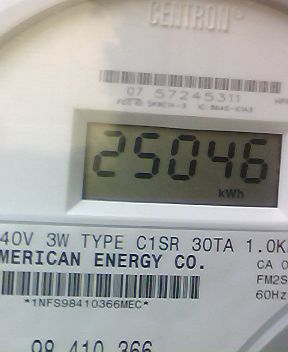 CENTRON®
07 57245311
25046
kWh
40V 3W TYPE C1SR 30TA 1.0K
MERICAN ENERGY CO.
CA 0
FM2S
60Hz
*1NFS98410366MEC*
98 410 366